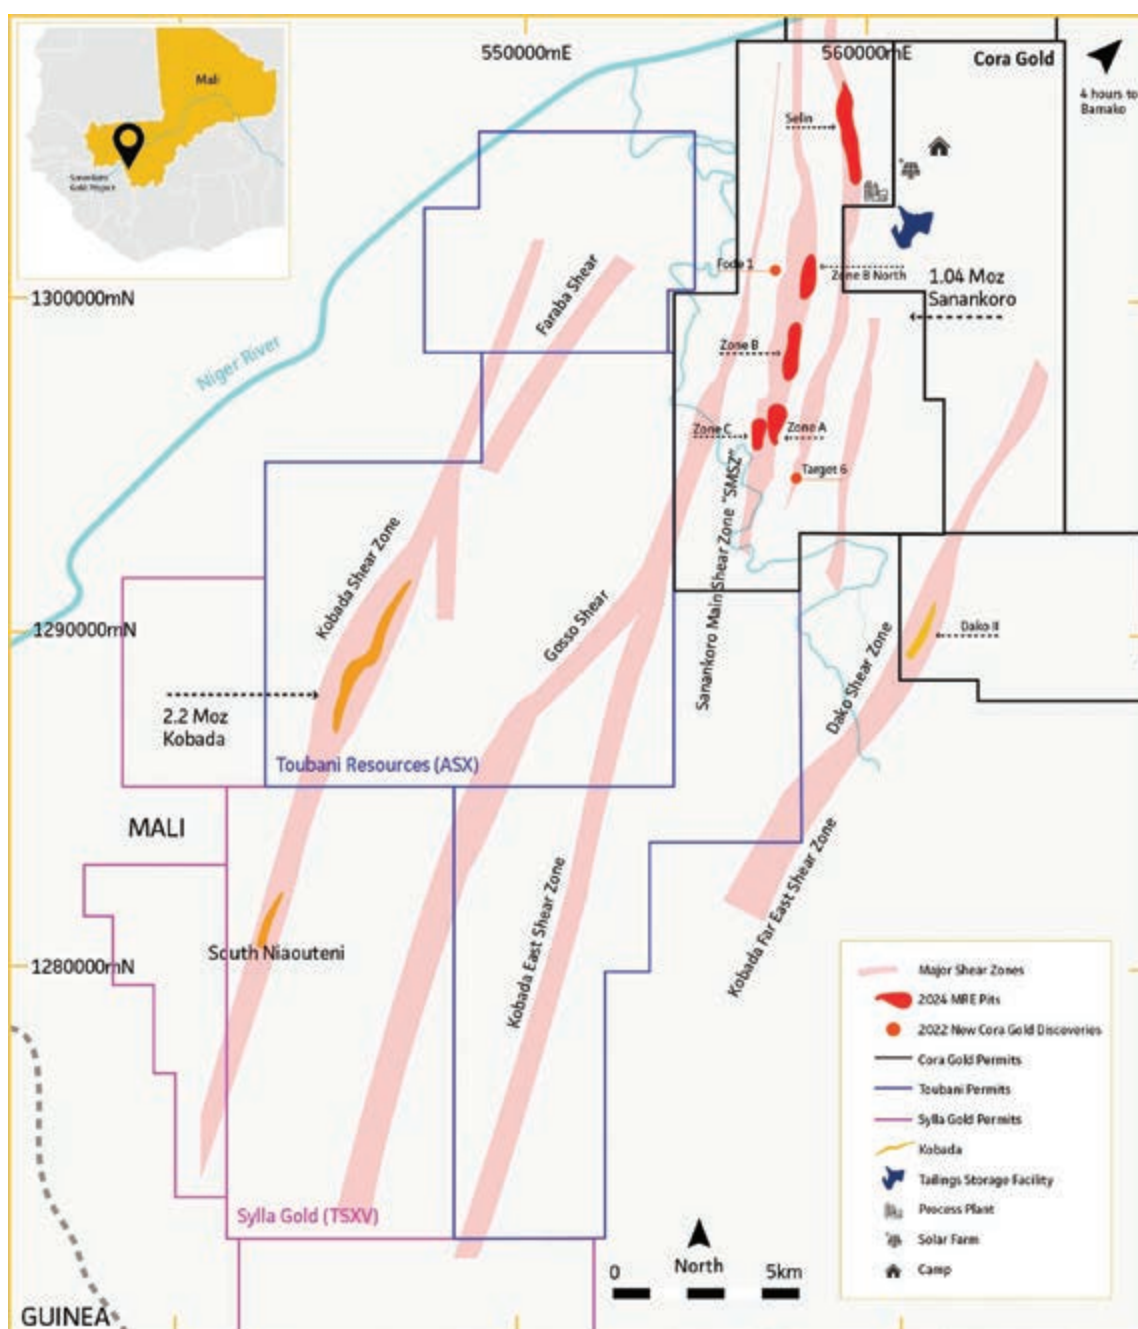 550000mE
560000mE
Cora Gold
4 hours to
Bamako
Mali
Sanankoro
Gold Project
Selin
Fode 1
Zone B North
1.04 Moz
Sanankoro
1300000mN
Niger River
Faraba Shear
Zone B
Zone C
Zone A
Target 6
Sanankoro Main Shear Zone "SMSZ"
Kobada Shear Zone
Gosso Shear
1290000mN
Dako II
Dako Shear Zone
2.2 Moz
Kobada
Toubani Resources (ASX)
MALI
Kobada East Shear Zone
Kobada Far East Shear Zone
South Niaouteni
1280000mN
Major Shear Zones
2024 MRE Pits
2022 New Cora Gold Discoveries
Cora Gold Permits
Toubani Permits
Sylla Gold Permits
Kobada
Tailings Storage Facility
Process Plant
Solar Farm
Camp
Sylla Gold (TSXV)
North
0 5km
GUINEA